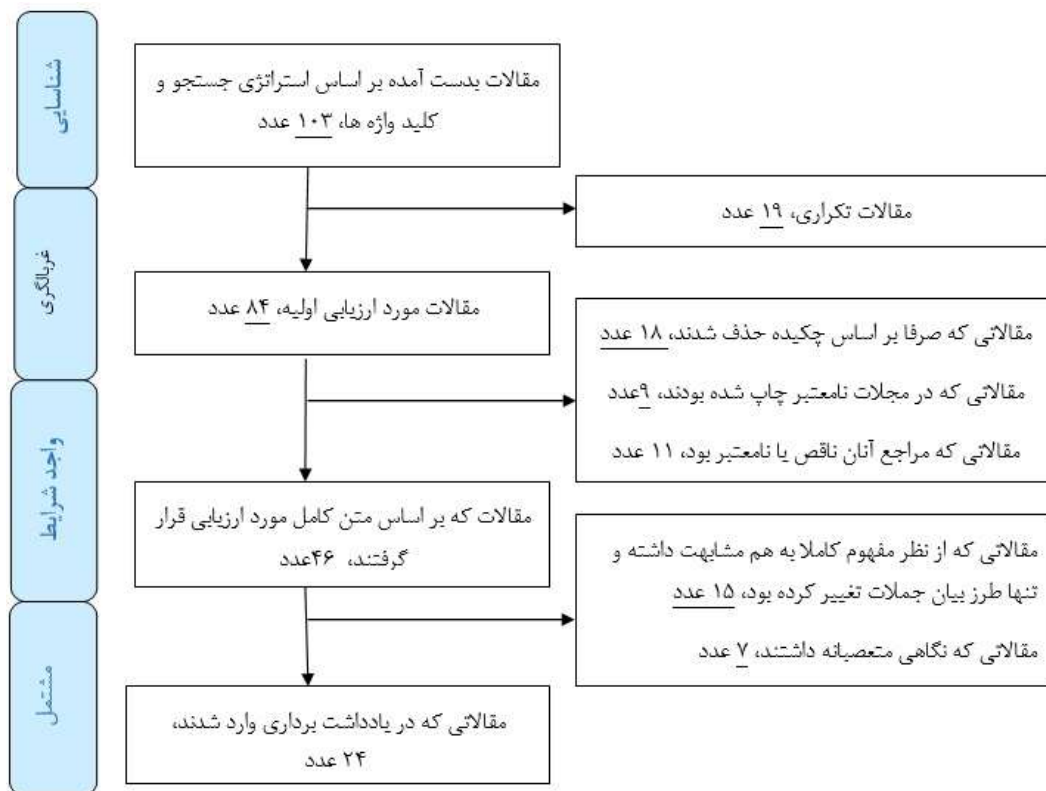 شناسایی
مقالات بدست آمده بر اساس استراتژی جستجو و
کلید واژه ها، ۱۰۳ عدد
مقالات تکراری، ۱۹ عدد
غربالگری
مقالات مورد ارزیابی اولیه، ۸۴ عدد
مقالاتی که صرفا بر اساس چکیده حذف شدند، ۱۸ عدد
مقالاتی که در مجلات نامعتبر چاپ شده بودند، ۹عدد
مقالاتی که مراجع آنان ناقص یا نامعتبر بود، ۱۱ عدد
واجد شرایط
مقالات که بر اساس متن کامل مورد ارزیابی قرار
گرفتند، ۴۶عدد
مقالاتی که از نظر مفهوم کاملا به هم مشابهت داشته و
تنها طرز بیان جملات تغییر کرده بود، ۱۵ عدد
مقالاتی که نگاهی متعصبانه داشتند، ۷ عدد
مشتمل
مقالاتی که در یادداشت برداری وارد شدند،
۲۴ عدد